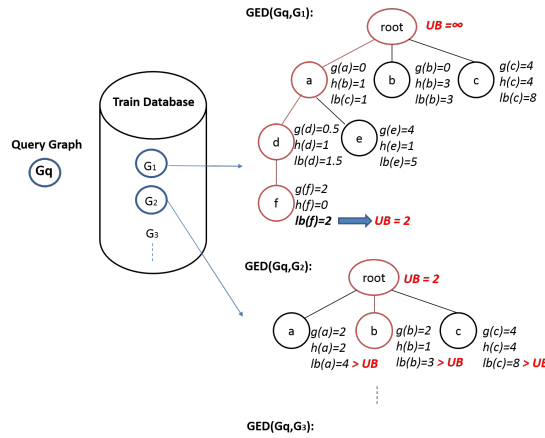 GED(Gq,G1):
root
UB =∞
a
g(a)=0
h(b)=1
lb(c)=1
b
g(b)=0
h(b)=3
lb(b)=3
c
g(c)=4
h(c)=4
lb(c)=8
Train Database
d
g(d)=0.5
h(d)=1
lb(d)=1.5
e
g(e)=4
h(e)=1
lb(e)=5
Query Graph
Gq
G1
G2
G3
f
g(f)=2
h(f)=0
lb(f)=2
UB = 2
GED(Gq,G2):
root
UB = 2
a
g(a)=2
h(a)=2
lb(a)=4 > UB
b
g(b)=2
h(b)=1
lb(b)=3 > UB
c
g(c)=4
h(c)=4
lb(c)=8 > UB
GED(Gq,G3):